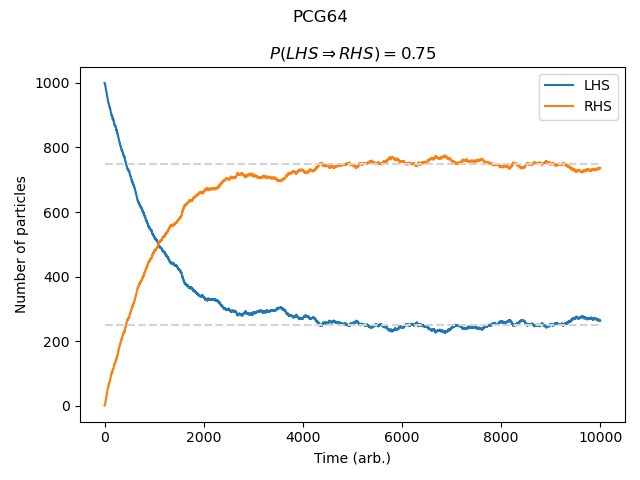 PCG64
P(LHS ⇒ RHS) = 0.75
LHS
RHS
Number of particles
1000
800
600
400
200
0
0 2000 4000 6000 8000 10000
Time (arb.)